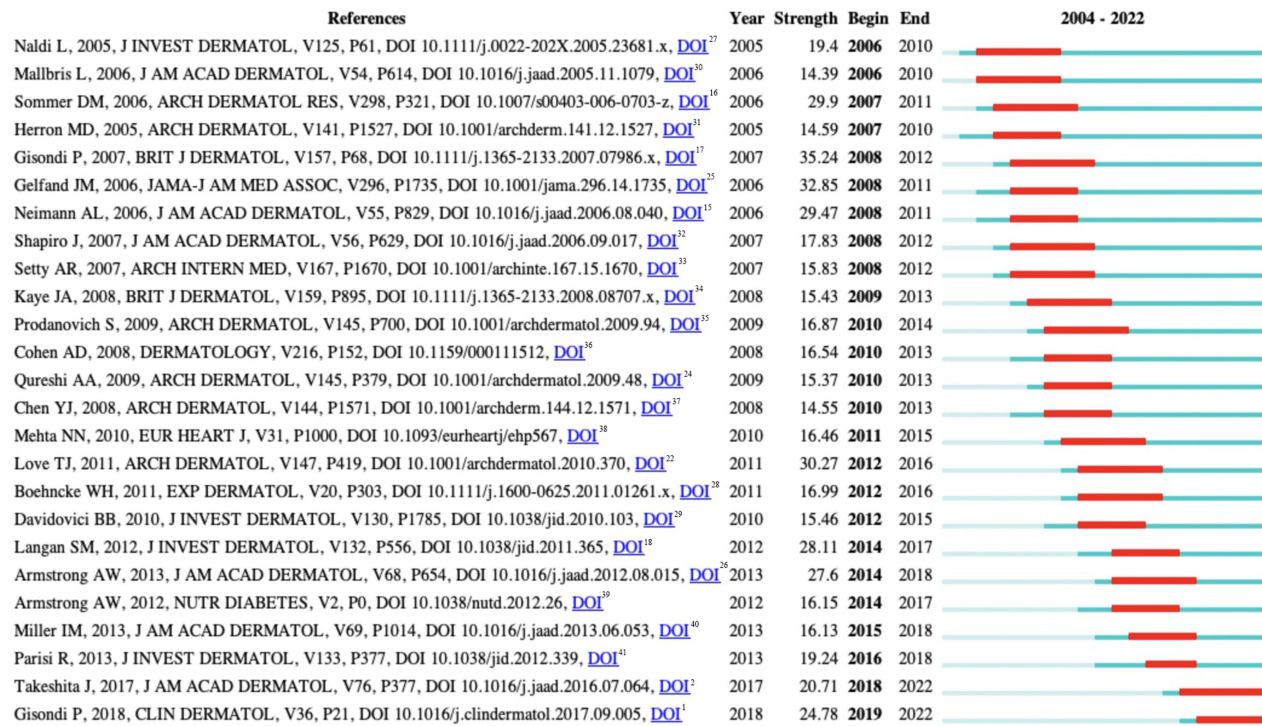 References Year Strength Begin End 2004 - 2022
Naldi L, 2005, J INVEST DERMATOL, V125, P61, DOI 10.1111/j.0022-202X.2005.23681.x, DOI27 2005 19.4 2006 2010
Mallbris L, 2006, J AM ACAD DERMATOL, V54, P614, DOI 10.1016/j.jaad.2005.11.1079, DOI30 2006 14.39 2006 2010
Sommer DM, 2006, ARCH DERMATOL RES, V298, P321, DOI 10.1007/s00403-006-0703-z, DOI16 2006 29.9 2007 2011
Herron MD, 2005, ARCH DERMATOL, V141, P1527, DOI 10.1001/archderm.141.12.1527, DOI31 2005 14.59 2007 2010
Gisondi P, 2007, BRIT J DERMATOL, V157, P68, DOI 10.1111/j.1365-2133.2007.07986.x, DOI17 2007 35.24 2008 2012
Gelfand JM, 2006, JAMA-J AM MED ASSOC, V296, P1735, DOI 10.1001/jama.296.14.1735, DOI25 2006 32.85 2008 2011
Neimann AL, 2006, J AM ACAD DERMATOL, V55, P829, DOI 10.1016/j.jaad.2006.08.040, DOI15 2006 29.47 2008 2011
Shapiro J, 2007, J AM ACAD DERMATOL, V56, P629, DOI 10.1016/j.jaad.2006.09.017, DOI32 2007 17.83 2008 2012
Setty AR, 2007, ARCH INTERN MED, V167, P1670, DOI 10.1001/archinte.167.15.1670, DOI33 2007 15.83 2008 2012
Kaye JA, 2008, BRIT J DERMATOL, V159, P895, DOI 10.1111/j.1365-2133.2008.08707.x, DOI34 2008 15.43 2009 2013
Prodanovich S, 2009, ARCH DERMATOL, V145, P700, DOI 10.1001/archdermatol.2009.94, DOI35 2009 16.87 2010 2014
Cohen AD, 2008, DERMATOLOGY, V216, P152, DOI 10.1159/000111512, DOI36 2008 16.54 2010 2013
Qureshi AA, 2009, ARCH DERMATOL, V145, P379, DOI 10.1001/archdermatol.2009.48, DOI24 2009 15.37 2010 2013
Chen YJ, 2008, ARCH DERMATOL, V144, P1571, DOI 10.1001/archderm.144.12.1571, DOI37 2008 14.55 2010 2013
Mehta NN, 2010, EUR HEART J, V31, P1000, DOI 10.1093/eurheartj/ehp567, DOI38 2010 16.46 2011 2015
Love TJ, 2011, ARCH DERMATOL, V147, P419, DOI 10.1001/archdermatol.2010.370, DOI22 2011 30.27 2012 2016
Boehncke WH, 2011, EXP DERMATOL, V20, P303, DOI 10.1111/j.1600-0625.2011.01261.x, DOI28 2011 16.99 2012 2016
Davidovici BB, 2010, J INVEST DERMATOL, V130, P1785, DOI 10.1038/jid.2010.103, DOI29 2010 15.46 2012 2015
Langan SM, 2012, J INVEST DERMATOL, V132, P556, DOI 10.1038/jid.2011.365, DOI18 2012 28.11 2014 2017
Armstrong AW, 2013, J AM ACAD DERMATOL, V68, P654, DOI 10.1016/j.jaad.2012.08.015, DOI26 2013 27.6 2014 2018
Armstrong AW, 2012, NUTR DIABETES, V2, P0, DOI 10.1038/nutd.2012.26, DOI39 2012 16.15 2014 2017
Miller IM, 2013, J AM ACAD DERMATOL, V69, P1014, DOI 10.1016/j.jaad.2013.06.053, DOI40 2013 16.13 2015 2018
Parisi R, 2013, J INVEST DERMATOL, V133, P377, DOI 10.1038/jid.2012.339, DOI41 2013 19.24 2016 2018
Takeshita J, 2017, J AM ACAD DERMATOL, V76, P377, DOI 10.1016/j.jaad.2016.07.064, DOI2 2017 20.71 2018 2022
Gisondi P, 2018, CLIN DERMATOL, V36, P21, DOI 10.1016/j.clindermatol.2017.09.005, DOI1 2018 24.78 2019 2022